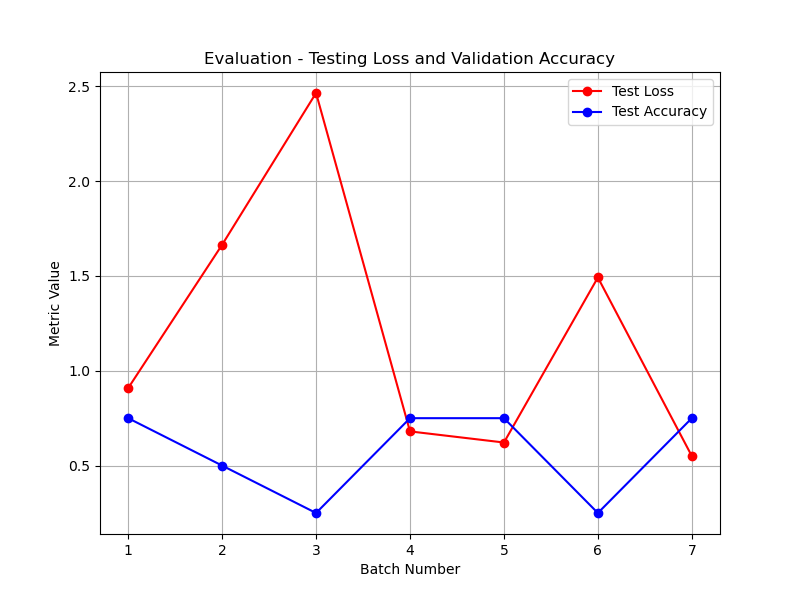 Evaluation - Testing Loss and Validation Accuracy
Test Loss
Test Accuracy
Metric Value
2.5
2.0
1.5
1.0
0.5
1 2 3 4 5 6 7
Batch Number